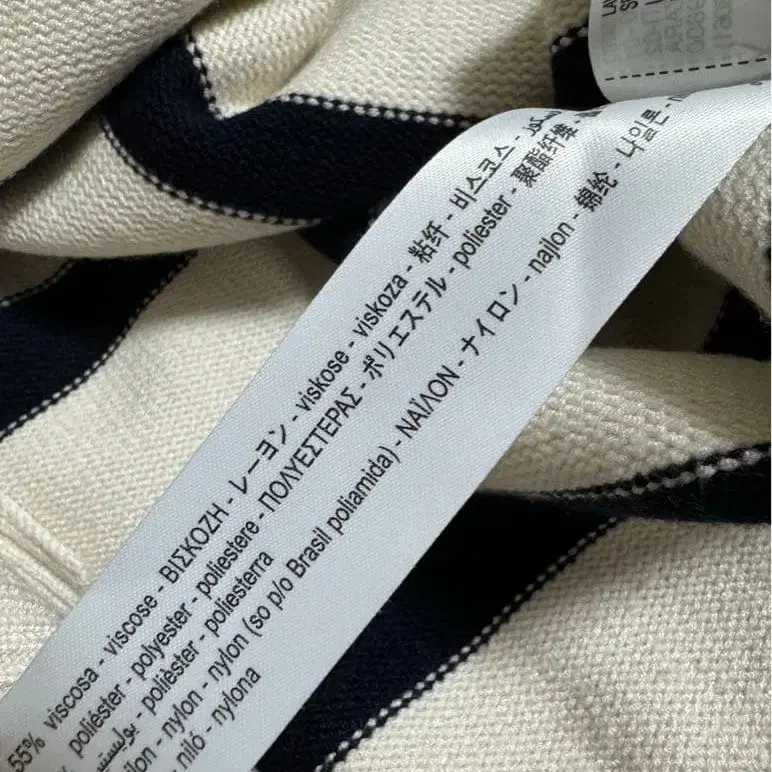 LAV
55% viscosa - viscose - ΒΙΣΚΟΖΗ - レーヨン - viskose - viskoza - 粘纤 - 비스코스 -
poliéster - polyester - poliestere - ΠΟΛΥΕΣΤΕΡΑΣ - ポリエステル - poliester - 聚酯纤维
- polièster - poliesterra
nylon - nylon (so p/o Brasil poliamida) - ΝΑΪΛΟΝ - ナイロン - najlon - 锦纶 - 나일론 -
- niló - nylona